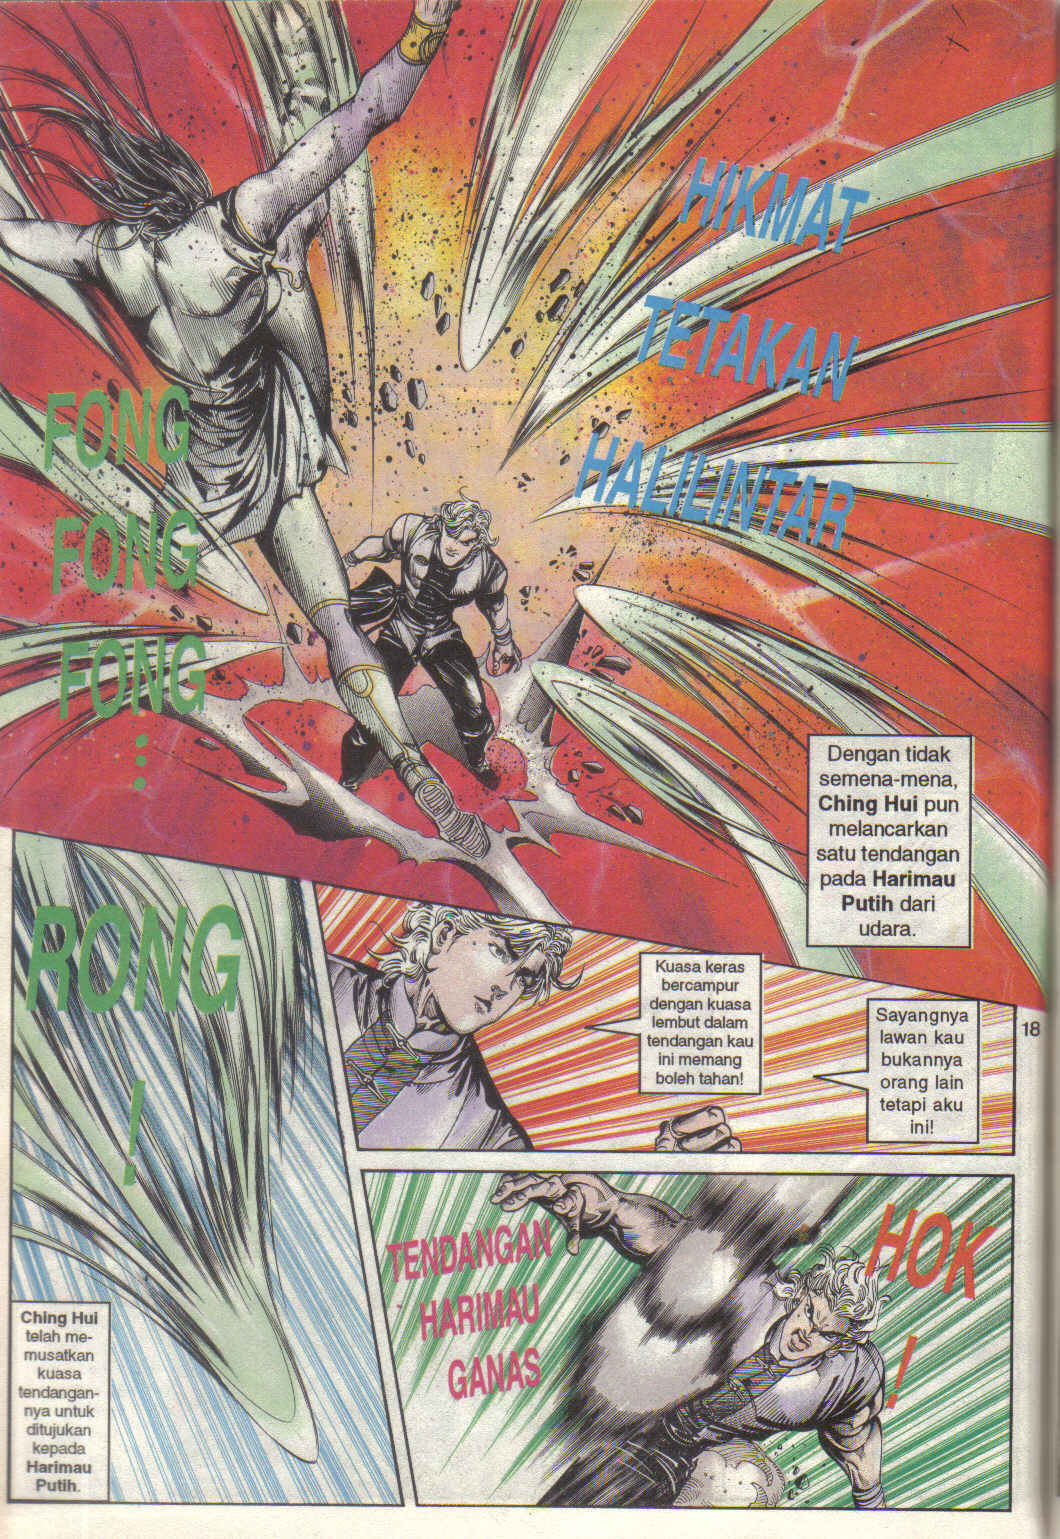 HIKMAT
TETAKAN
HALILINTAR
FONG
FONG
FONG
...
Dengan tidak
semena-mena,
Ching Hui pun
melancarkan
satu tendangan
pada Harimau
Putih dari
udara.
RONG
!
Ching Hui
telah me-
musatkan
kuasa
tendangan-
nya untuk
ditujukan
kepada
Harimau
Putih.
Kuasa keras
bercampur
dengan kuasa
lembut dalam
tendangan kau
ini memang
boleh tahan!
Sayangnya
lawan kau
bukannya
orang lain
tetapi aku
ini!
18
TENDANGAN
HARIMAU
GANAS
HOK
!